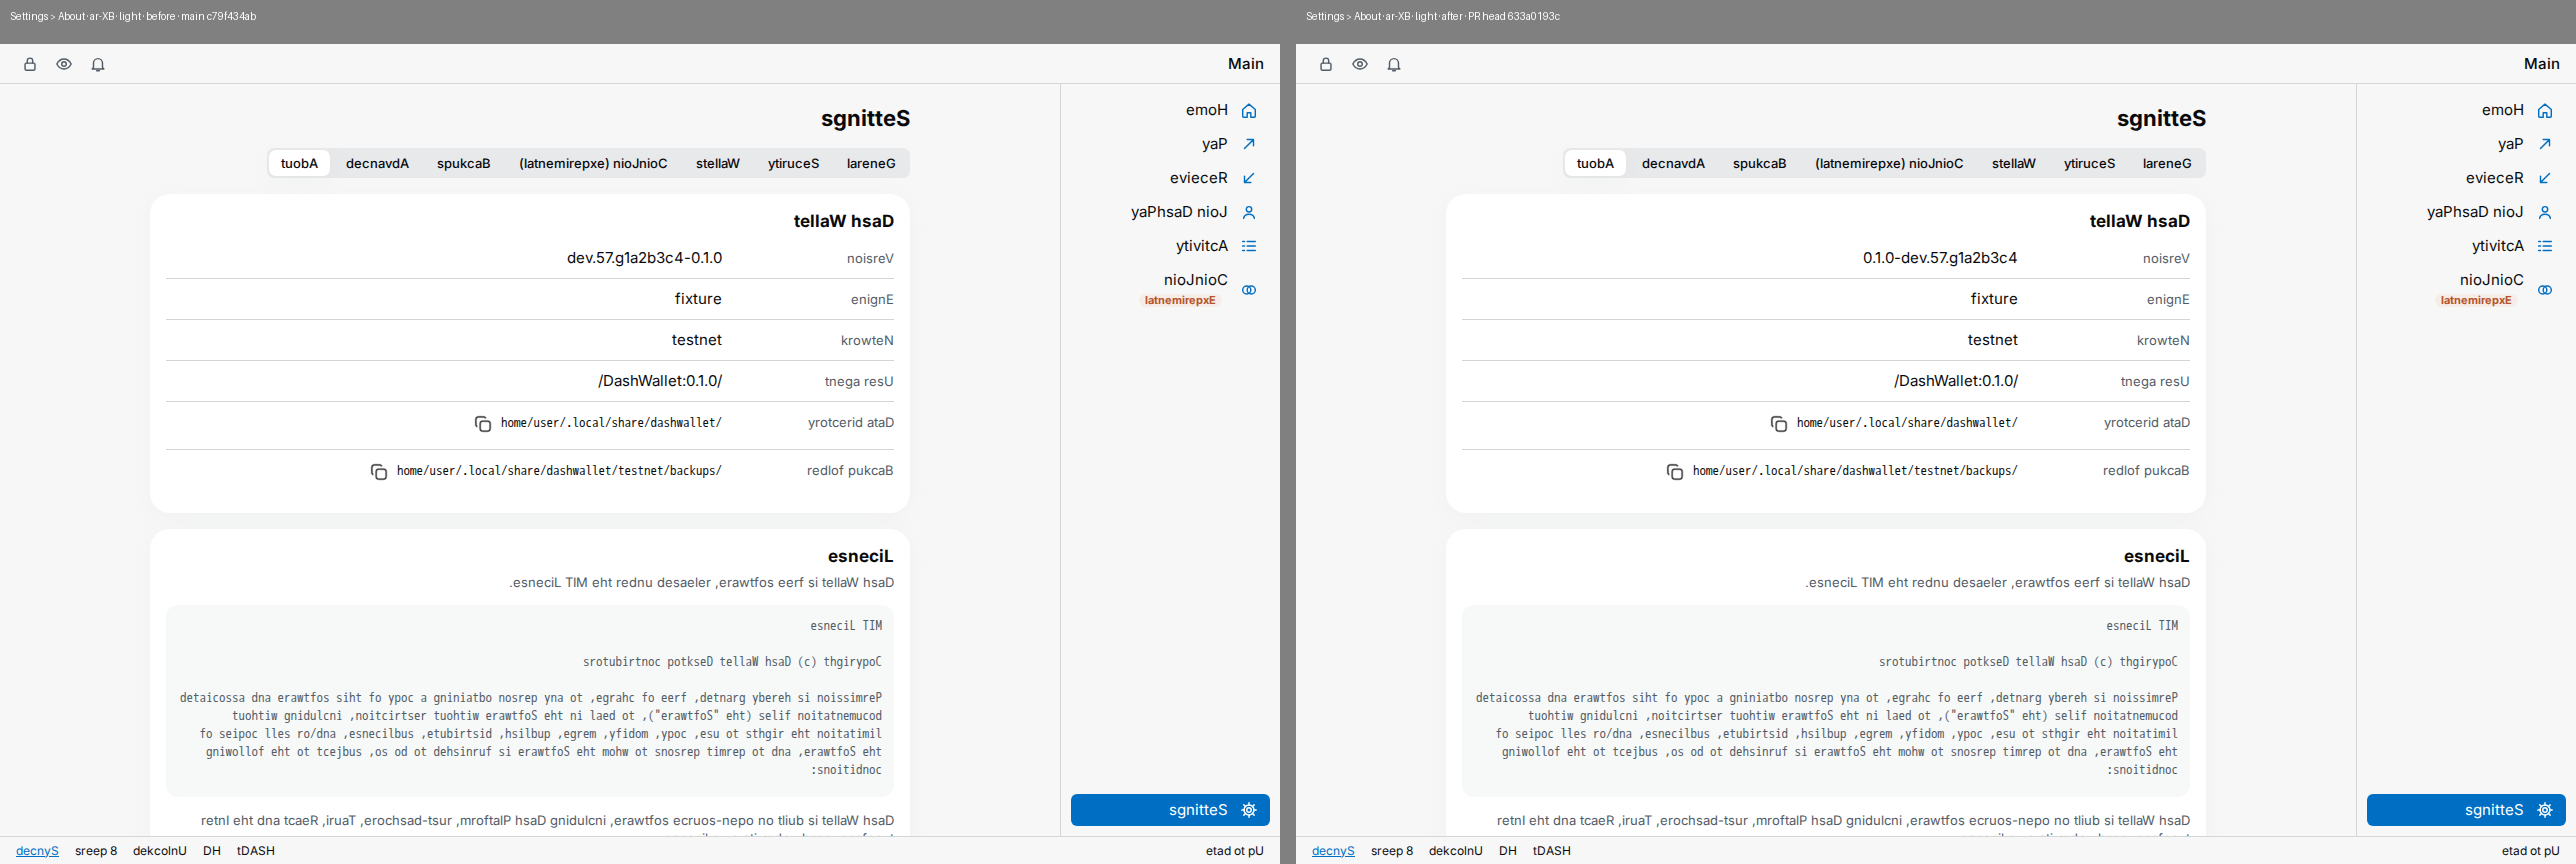 Settings > About · ar-XB · light · before · main c79f434ab
Main
sgnitteS
tuobA decnavdA spukcaB (latnemirepxe) nioJnioC stellaW ytiruceS lareneG
tellaW hsaD
dev.57.g1a2b3c4-0.1.0 noisreV
fixture enignE
testnet krowteN
/DashWallet:0.1.0/ tnega resU
home/user/.local/share/dashwallet/ yrotcerid ataD
home/user/.local/share/dashwallet/testnet/backups/ redlof pukcaB
esneciL
.esneciL TIM eht rednu desaeler ,erawtfos eerf si tellaW hsaD
esneciL TIM
srotubirtnoc potkseD tellaW hsaD (c) thgirypoC
detaicossa dna erawtfos siht fo ypoc a gniniatbo nosrep yna ot ,egrahc fo eerf ,detnarg ybereh si noissimreP
tuohtiw gnidulcni ,noitcirtser tuohtiw erawtfoS eht ni laed ot ,("erawtfoS" eht) selif noitatnemucod
fo seipoc lles ro/dna ,esnecilbus ,etubirtsid ,hsilbup ,egrem ,yfidom ,ypoc ,esu ot sthgir eht noitatimil
gniwollof eht ot tcejbus ,os od ot dehsinruf si erawtfoS eht mohw ot snosrep timrep ot dna ,erawtfoS eht
:snoitidnoc
retnI eht dna tcaeR ,iruaT ,erochsad-tsur ,mroftalP hsaD gnidulcni ,erawtfos ecruos-nepo no tliub si tellaW hsaD
emoH
yaP
evieceR
yaPhsaD nioJ
ytivitcA
nioJnioC
latnemirepxE
sgnitteS
decnyS sreep 8 dekcolnU DH tDASH etad ot pU
Settings > About · ar-XB · light · after · PR head 633a0193c
Main
sgnitteS
tuobA decnavdA spukcaB (latnemirepxe) nioJnioC stellaW ytiruceS lareneG
tellaW hsaD
0.1.0-dev.57.g1a2b3c4 noisreV
fixture enignE
testnet krowteN
/DashWallet:0.1.0/ tnega resU
home/user/.local/share/dashwallet/ yrotcerid ataD
home/user/.local/share/dashwallet/testnet/backups/ redlof pukcaB
esneciL
.esneciL TIM eht rednu desaeler ,erawtfos eerf si tellaW hsaD
esneciL TIM
srotubirtnoc potkseD tellaW hsaD (c) thgirypoC
detaicossa dna erawtfos siht fo ypoc a gniniatbo nosrep yna ot ,egrahc fo eerf ,detnarg ybereh si noissimreP
tuohtiw gnidulcni ,noitcirtser tuohtiw erawtfoS eht ni laed ot ,("erawtfoS" eht) selif noitatnemucod
fo seipoc lles ro/dna ,esnecilbus ,etubirtsid ,hsilbup ,egrem ,yfidom ,ypoc ,esu ot sthgir eht noitatimil
gniwollof eht ot tcejbus ,os od ot dehsinruf si erawtfoS eht mohw ot snosrep timrep ot dna ,erawtfoS eht
:snoitidnoc
retnI eht dna tcaeR ,iruaT ,erochsad-tsur ,mroftalP hsaD gnidulcni ,erawtfos ecruos-nepo no tliub si tellaW hsaD
emoH
yaP
evieceR
yaPhsaD nioJ
ytivitcA
nioJnioC
latnemirepxE
sgnitteS
decnyS sreep 8 dekcolnU DH tDASH etad ot pU